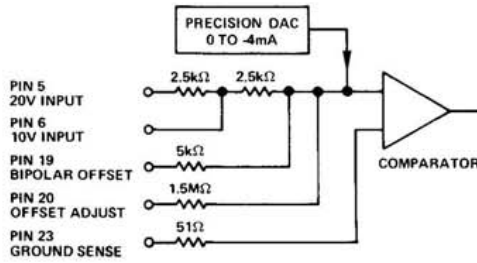 PRECISION DAC
0 TO -4mA
2.5kΩ 2.5kΩ
PIN 5
20V INPUT
PIN 6
10V INPUT
COMPARATOR
5kΩ
PIN 19
BIPOLAR OFFSET
1.5MΩ
PIN 20
OFFSET ADJUST
51Ω
PIN 23
GROUND SENSE